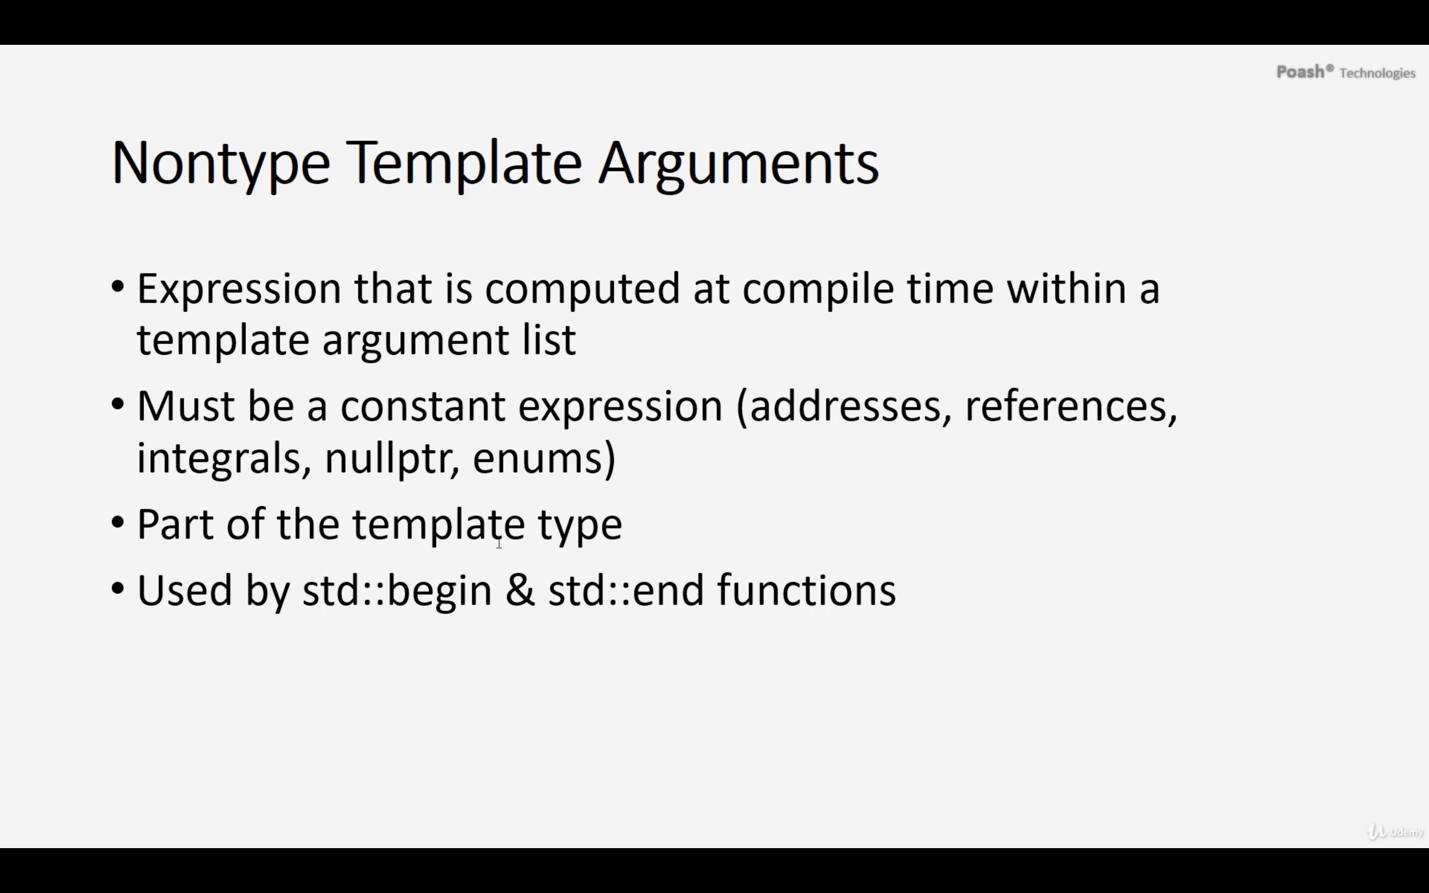 Poash® Technologies
Nontype Template Arguments
• Expression that is computed at compile time within a
template argument list
• Must be a constant expression (addresses, references,
integrals, nullptr, enums)
• Part of the template type
• Used by std::begin & std::end functions
Udemy